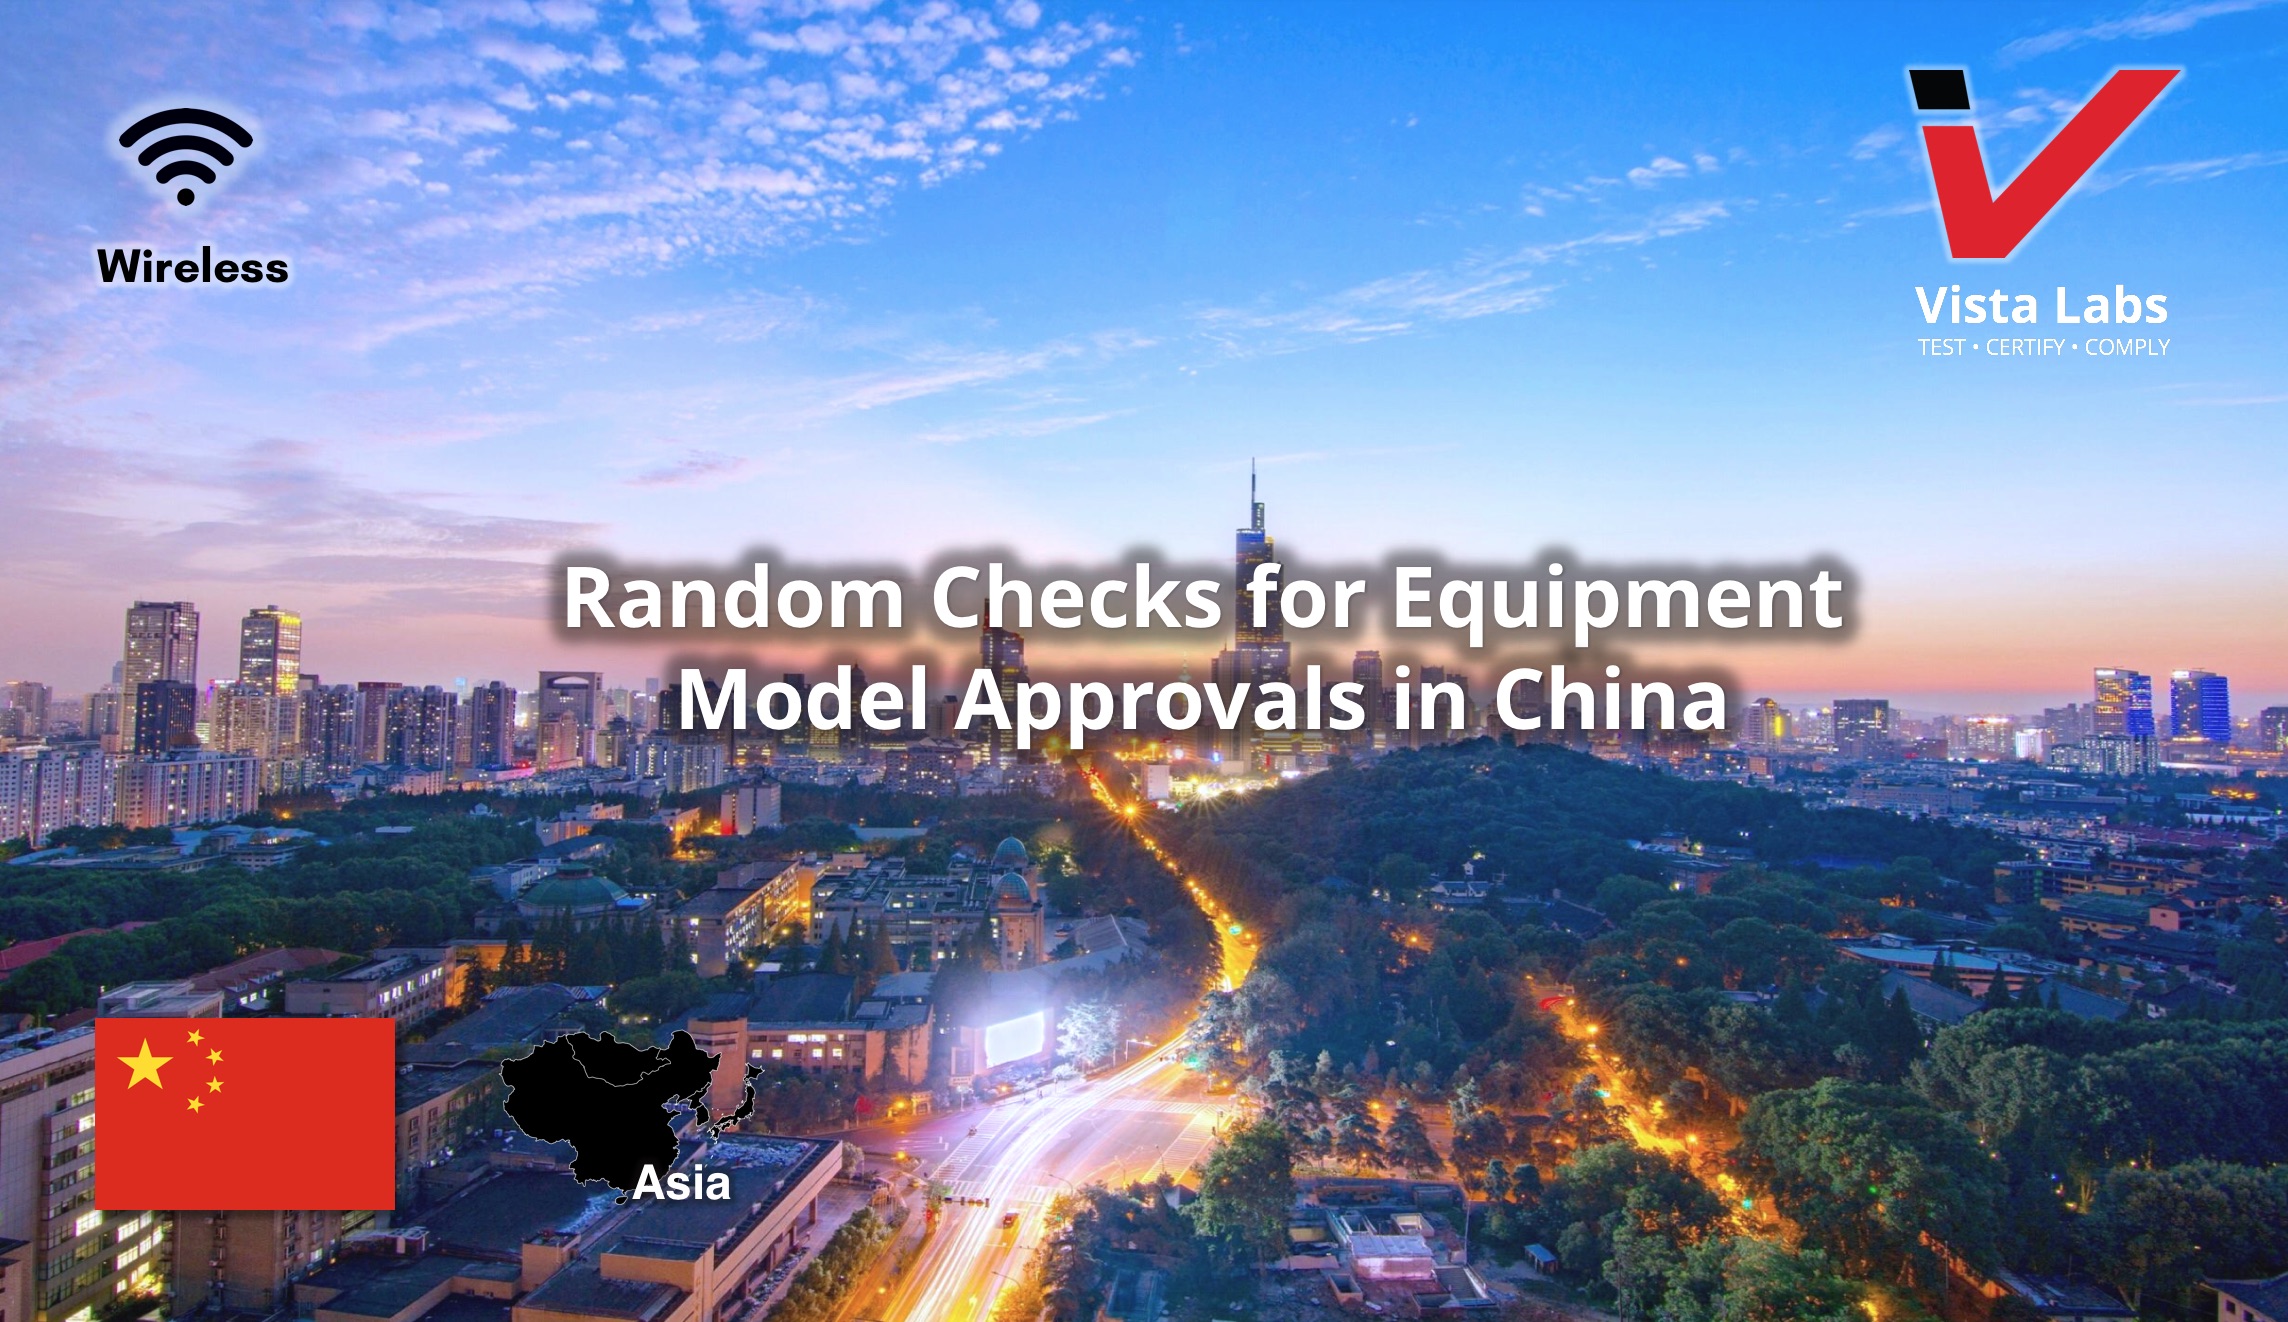 Wireless
Vista Labs
TEST • CERTIFY • COMPLY
Random Checks for Equipment
Model Approvals in China
Asia